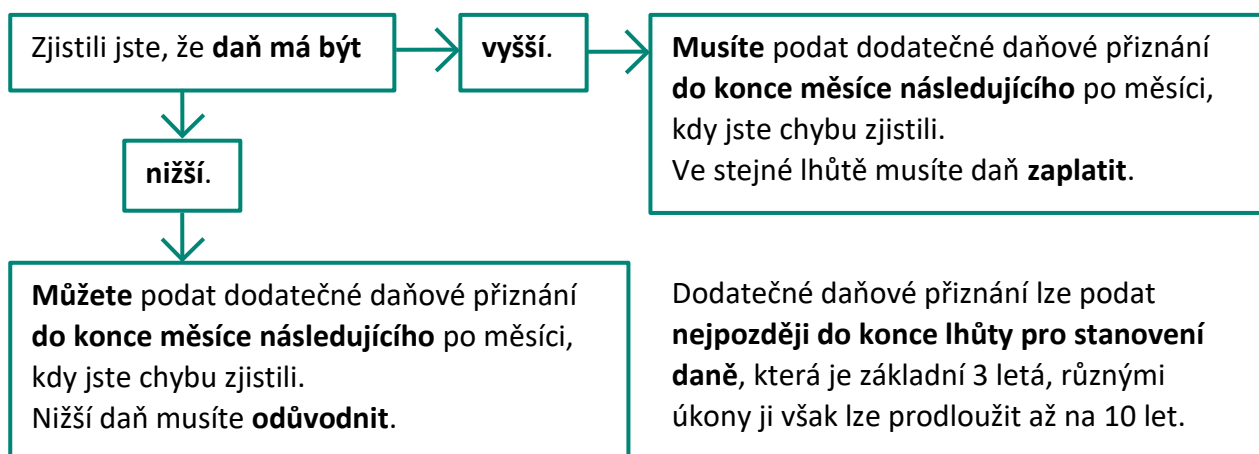 Zjistili jste, že daň má být
vyšší.
Musíte podat dodatečné daňové přiznání
do konce měsíce následujícího po měsíci,
kdy jste chybu zjistili.
Ve stejné lhůtě musíte daň zaplatit.
nižší.
Můžete podat dodatečné daňové přiznání
do konce měsíce následujícího po měsíci,
kdy jste chybu zjistili.
Nižší daň musíte odůvodnit.
Dodatečné daňové přiznání lze podat
nejpozději do konce lhůty pro stanovení
daně, která je základní 3 letá, různými
úkony ji však lze prodloužit až na 10 let.